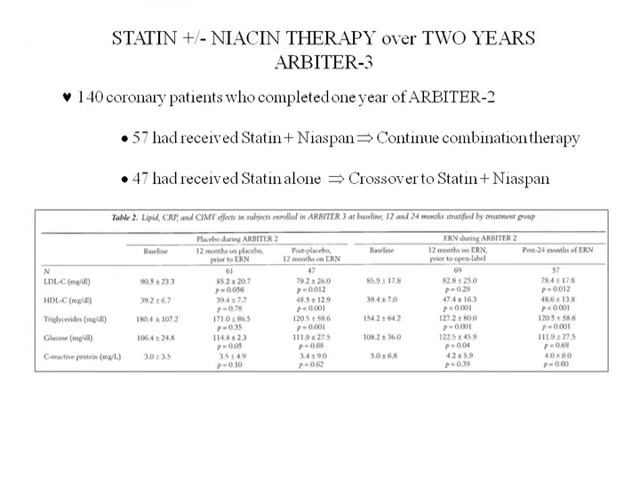 STATIN +/- NIACIN THERAPY over TWO YEARS
ARBITER-3
♥ 140 coronary patients who completed one year of ARBITER-2
● 57 had received Statin + Niaspan ⇒ Continue combination therapy
● 47 had received Statin alone ⇒ Crossover to Statin + Niaspan
Table 2. Lipid, CRP, and CIMT effects in subjects enrolled in ARBITER 3 at baseline, 12 and 24 months stratified by treatment group
Placebo during ARBITER 2 ERN during ARBITER 2
Baseline 12 months on placebo, Post-placebo, Baseline 12 months on ERN, Post-24 months of ERN
prior to ERN 12 months on ERN prior to open-label
N 61 47 69 57
LDL-C (mg/dl) 90.5 ± 23.3 85.2 ± 20.7 79.2 ± 26.0 85.9 ± 17.8 82.8 ± 25.0 78.4 ± 17.8
p = 0.056 p = 0.012 p = 0.29 p = 0.012
HDL-C (mg/dl) 39.2 ± 6.7 39.4 ± 7.7 48.5 ± 12.9 39.4 ± 7.0 47.4 ± 16.3 48.6 ± 13.8
p = 0.78 p < 0.001 p < 0.001 p < 0.001
Triglycerides (mg/dl) 180.4 ± 107.2 171.0 ± 86.5 120.5 ± 58.6 154.2 ± 84.2 127.2 ± 80.0 120.5 ± 58.6
p = 0.35 p = 0.001 p = 0.001 p = 0.001
Glucose (mg/dl) 106.4 ± 24.8 114.4 ± 2.3 111.9 ± 27.5 108.2 ± 36.0 122.5 ± 45.9 111.9 ± 27.5
p = 0.05 p = 0.68 p = 0.04 p = 0.68
C-reactive protein (mg/L) 3.0 ± 3.5 3.5 ± 4.9 3.4 ± 9.0 5.0 ± 6.8 4.2 ± 5.9 4.0 ± 9.0
p = 0.10 p = 0.62 p = 0.39 p = 0.60